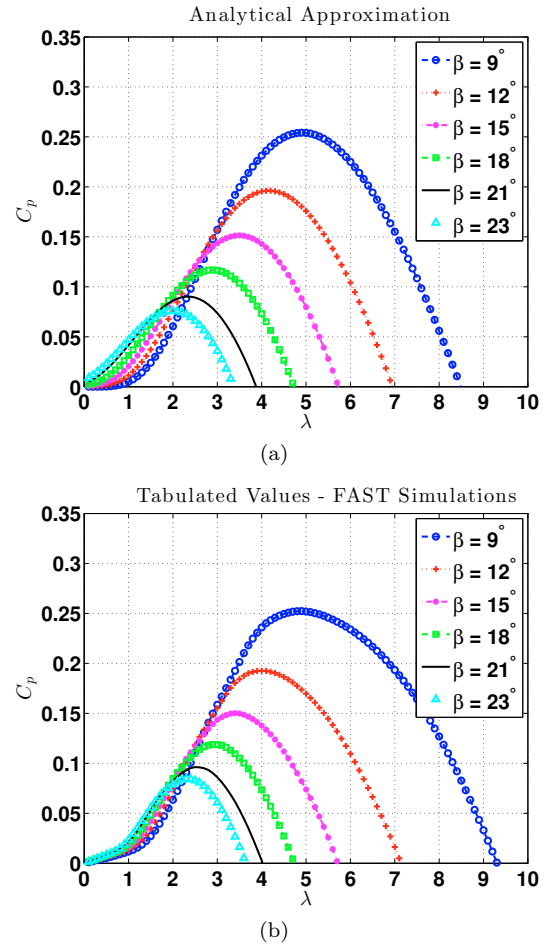 Analytical Approximation
0.35
0.3
0.25
0.2
0.15
0.1
0.05
0
C_p
β = 9°
β = 12°
β = 15°
β = 18°
β = 21°
β = 23°
0 1 2 3 4 5 6 7 8 9 10
λ
(a)
Tabulated Values - FAST Simulations
0.35
0.3
0.25
0.2
0.15
0.1
0.05
0
C_p
β = 9°
β = 12°
β = 15°
β = 18°
β = 21°
β = 23°
0 1 2 3 4 5 6 7 8 9 10
λ
(b)